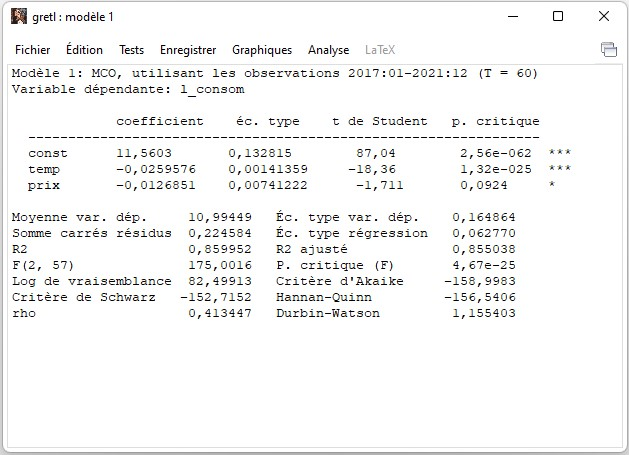 gretl : modèle 1
Fichier Édition Tests Enregistrer Graphiques Analyse LaTeX
Modèle 1: MCO, utilisant les observations 2017:01-2021:12 (T = 60)
Variable dépendante: l_consom
coefficient éc. type t de Student p. critique
const 11,5603 0,132815 87,04 2,56e-062 ***
temp −0,0259576 0,00141359 −18,36 1,32e-025 ***
prix −0,0126851 0,00741222 −1,711 0,0924 *
Moyenne var. dép. 10,99449 Éc. type var. dép. 0,164864
Somme carrés résidus 0,224584 Éc. type régression 0,062770
R2 0,859952 R2 ajusté 0,855038
F(2, 57) 175,0016 P. critique (F) 4,67e-25
Log de vraisemblance 82,49913 Critère d'Akaike −158,9983
Critère de Schwarz −152,7152 Hannan-Quinn −156,5406
rho 0,413447 Durbin-Watson 1,155403